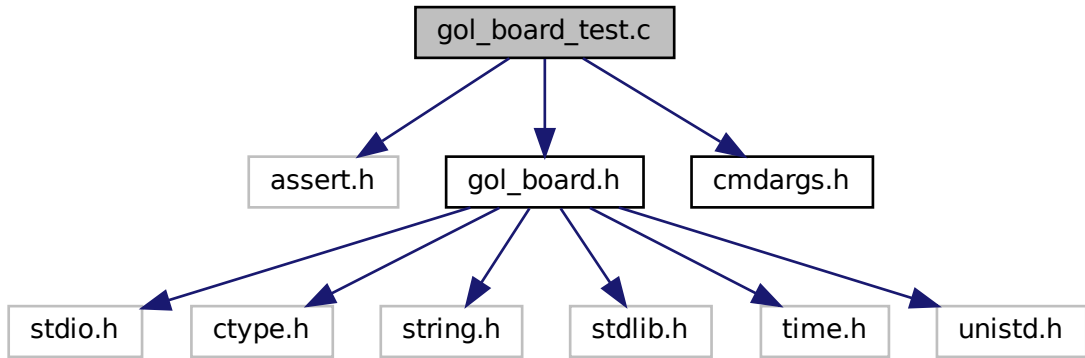 gol_board_test.c
assert.h
gol_board.h
cmdargs.h
stdio.h
ctype.h
string.h
stdlib.h
time.h
unistd.h